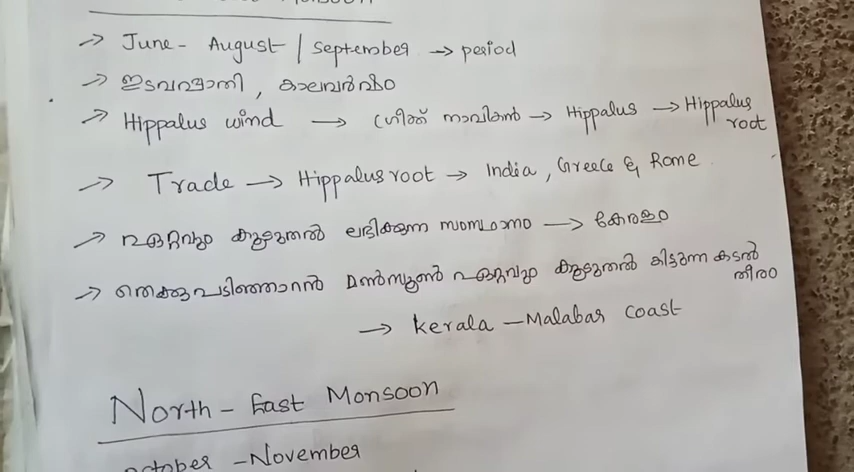 Monsoon
→ June - August / September → period
→ ഇടവപ്പാതി, കാലവർഷം
→ Hippalus wind → ഗ്രീക്ക് നാവികൻ → Hippalus → Hippalus root
→ Trade → Hippalus root → India, Greece & Rome
→ ഏറ്റവും കൂടുതൽ ലഭിക്കുന്ന സംസ്ഥാനം → കേരളം
→ തെക്കുപടിഞ്ഞാറൻ മൺസൂൺ ഏറ്റവും കൂടുതൽ കിട്ടുന്ന കടൽ തീരം
→ Kerala - Malabar Coast
North - East Monsoon
October - November